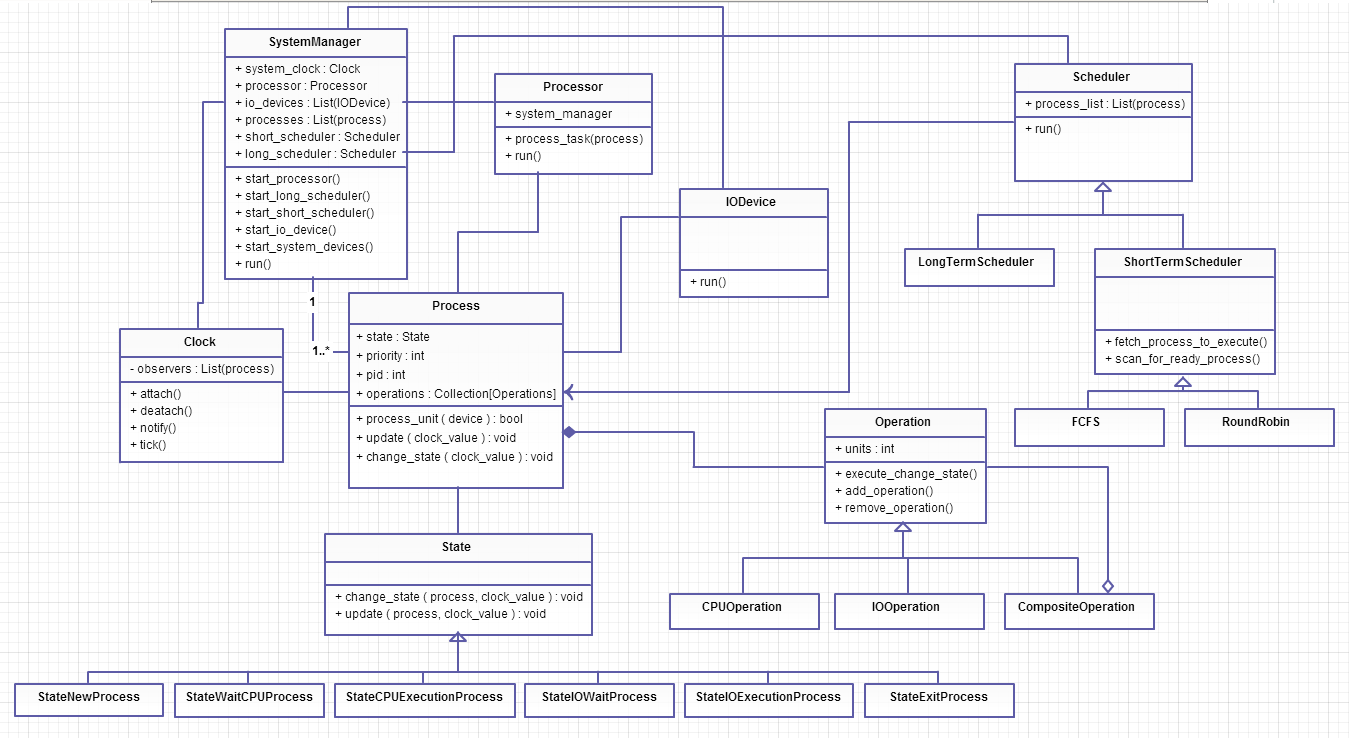 SystemManager
+ system_clock : Clock
+ processor : Processor
+ io_devices : List(IODevice)
+ processes : List(process)
+ short_scheduler : Scheduler
+ long_scheduler : Scheduler
+ start_processor()
+ start_long_scheduler()
+ start_short_scheduler()
+ start_io_device()
+ start_system_devices()
+ run()
Processor
+ system_manager
+ process_task(process)
+ run()
Scheduler
+ process_list : List(process)
+ run()
IODevice
+ run()
LongTermScheduler
ShortTermScheduler
+ fetch_process_to_execute()
+ scan_for_ready_process()
1
1..*
Clock
- observers : List(process)
+ attach()
+ deatach()
+ notify()
+ tick()
Process
+ state : State
+ priority : int
+ pid : int
+ operations : Collection[Operations]
+ process_unit ( device ) : bool
+ update ( clock_value ) : void
+ change_state ( clock_value ) : void
Operation
+ units : int
+ execute_change_state()
+ add_operation()
+ remove_operation()
FCFS
RoundRobin
State
+ change_state ( process, clock_value ) : void
+ update ( process, clock_value ) : void
CPUOperation
IOOperation
CompositeOperation
StateNewProcess
StateWaitCPUProcess
StateCPUExecutionProcess
StateIOWaitProcess
StateIOExecutionProcess
StateExitProcess